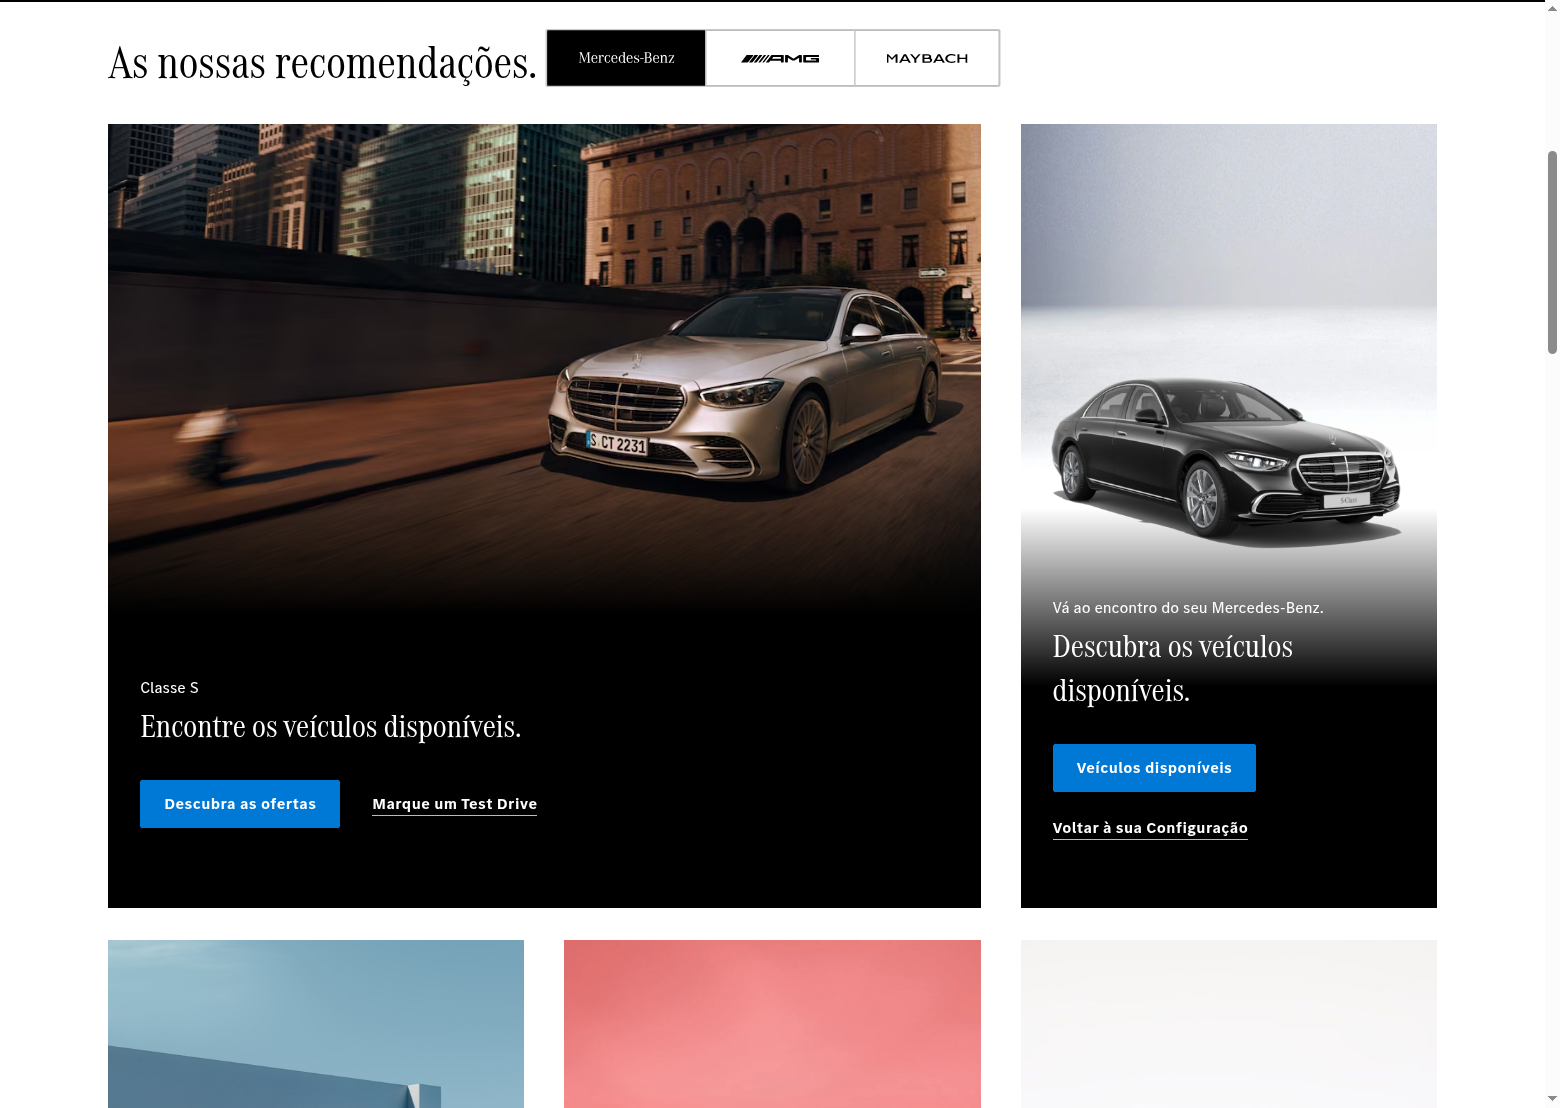 As nossas recomendações.
Mercedes-Benz
AMG
MAYBACH
S CT 2231
S-Class
Classe S
Encontre os veículos disponíveis.
Descubra as ofertas
Marque um Test Drive
Vá ao encontro do seu Mercedes-Benz.
Descubra os veículos
disponíveis.
Veículos disponíveis
Voltar à sua Configuração